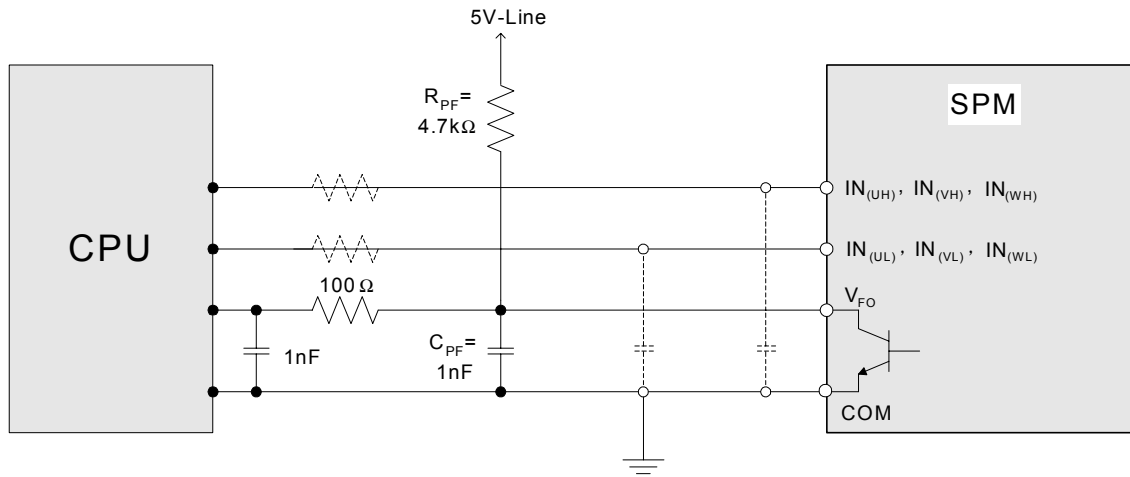 5V-Line
R_PF=
4.7kΩ
SPM
CPU
IN(UH), IN(VH), IN(WH)
IN(UL), IN(VL), IN(WL)
100 Ω
V_FO
1nF
C_PF=
1nF
COM